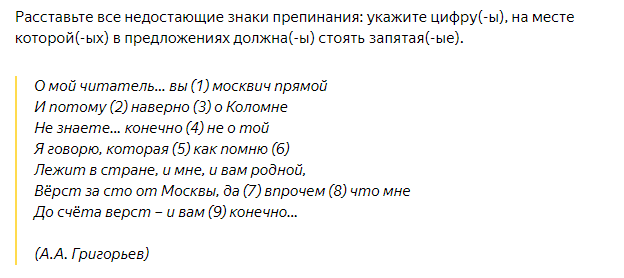 Расставьте все недостающие знаки препинания: укажите цифру(-ы), на месте
которой(-ых) в предложениях должна(-ы) стоять запятая(-ые).
О мой читатель... вы (1) москвич прямой
И потому (2) наверно (3) о Коломне
Не знаете... конечно (4) не о той
Я говорю, которая (5) как помню (6)
Лежит в стране, и мне, и вам родной,
Вёрст за сто от Москвы, да (7) впрочем (8) что мне
До счёта верст – и вам (9) конечно...
(А.А. Григорьев)